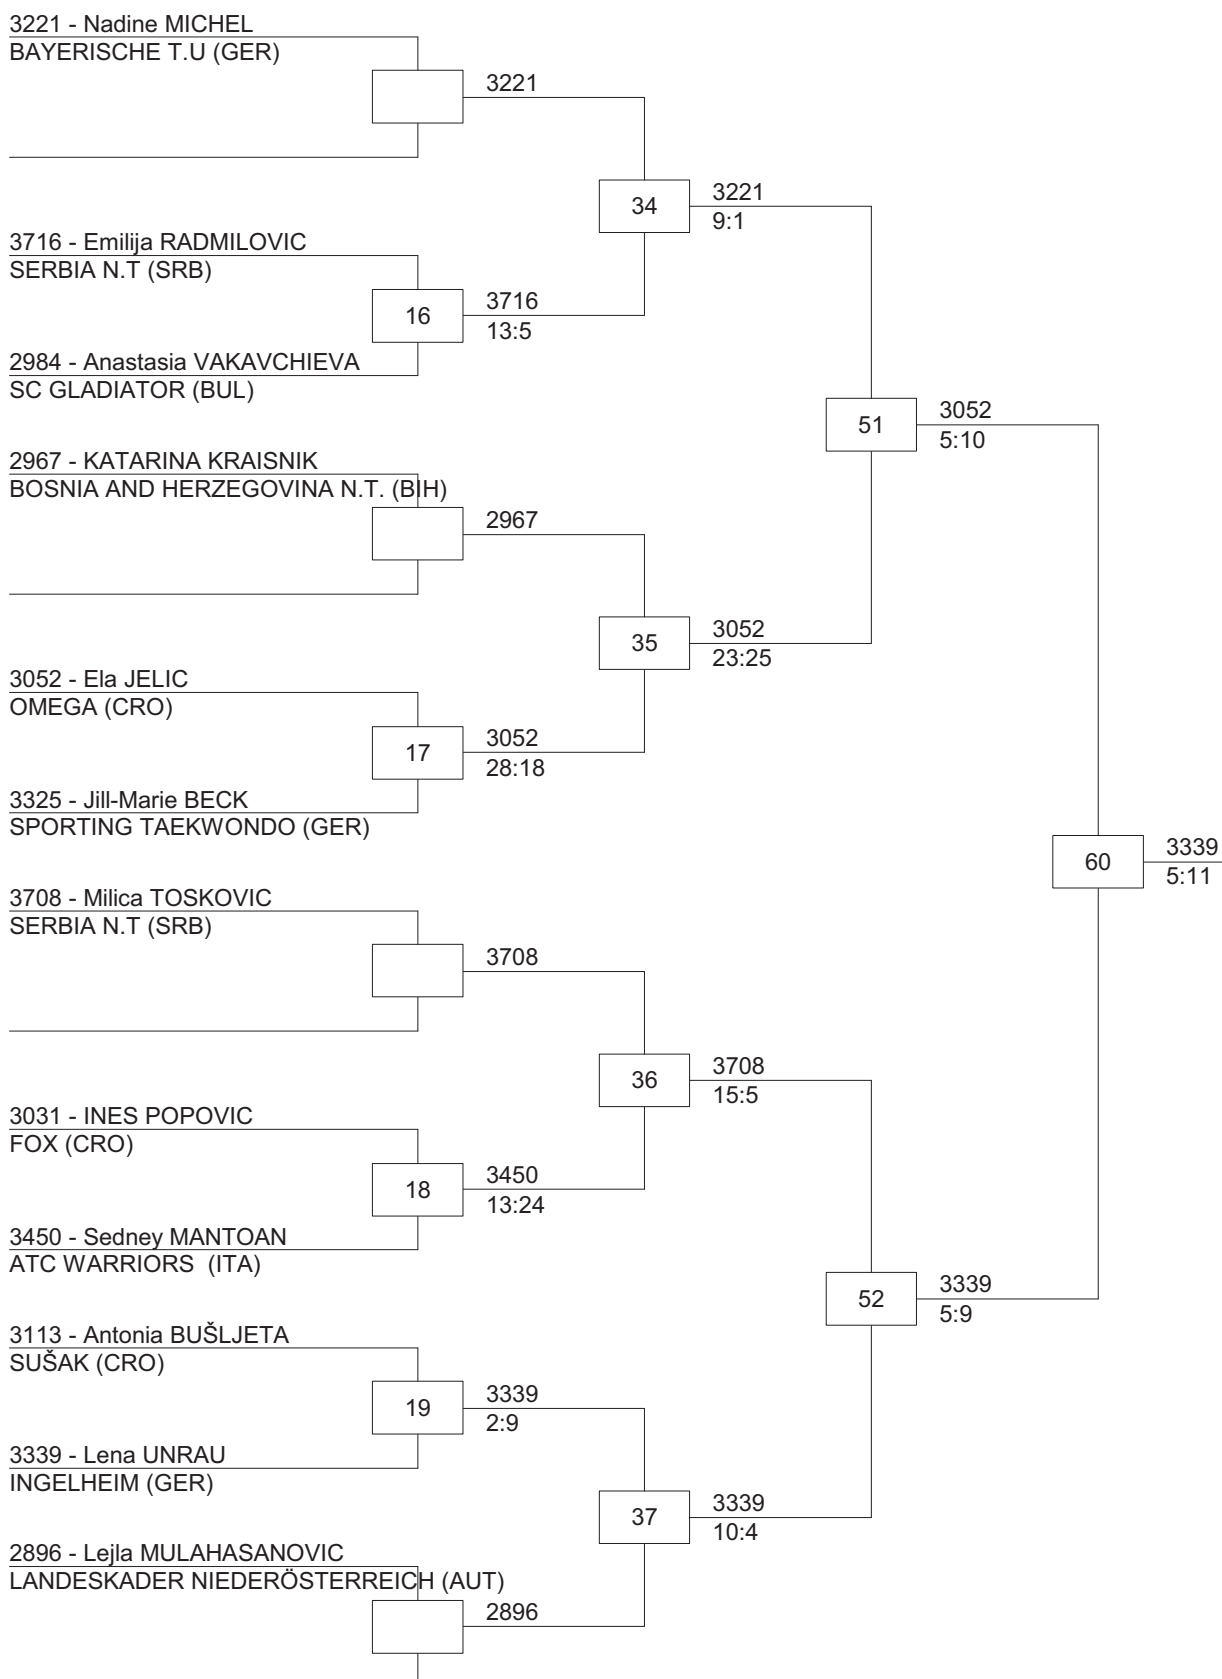 3221 - Nadine MICHEL
BAYERISCHE T.U (GER)
3221
34
3221
9:1
3716 - Emilija RADMILOVIC
SERBIA N.T (SRB)
16
3716
13:5
2984 - Anastasia VAKAVCHIEVA
SC GLADIATOR (BUL)
51
3052
5:10
2967 - KATARINA KRAISNIK
BOSNIA AND HERZEGOVINA N.T. (BIH)
2967
35
3052
23:25
3052 - Ela JELIC
OMEGA (CRO)
17
3052
28:18
3325 - Jill-Marie BECK
SPORTING TAEKWONDO (GER)
60
3339
5:11
3708 - Milica TOSKOVIC
SERBIA N.T (SRB)
3708
36
3708
15:5
3031 - INES POPOVIC
FOX (CRO)
18
3450
13:24
3450 - Sedney MANTOAN
ATC WARRIORS  (ITA)
52
3339
5:9
3113 - Antonia BUŠLJETA
SUŠAK (CRO)
19
3339
2:9
3339 - Lena UNRAU
INGELHEIM (GER)
37
3339
10:4
2896 - Lejla MULAHASANOVIC
LANDESKADER NIEDERÖSTERREICH (AUT)
2896